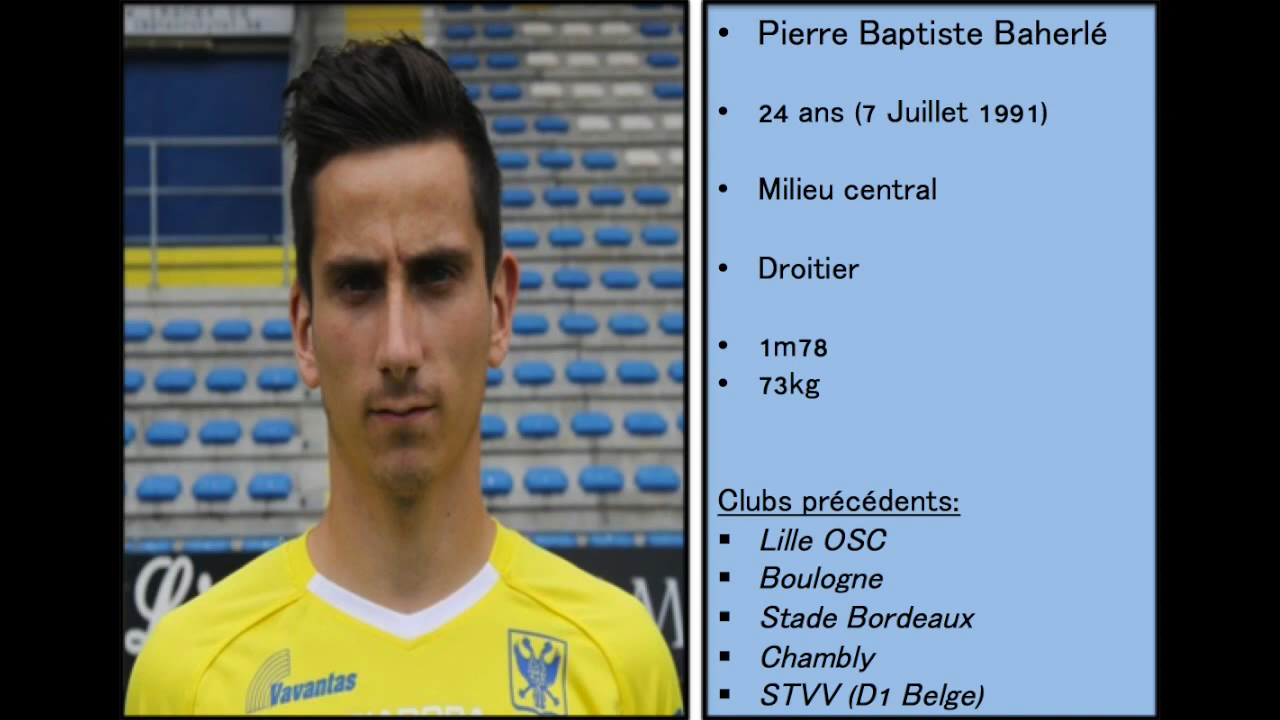 Pierre Baptiste Baherlé
24 ans (7 Juillet 1991)
Milieu central
Droitier
1m78
73kg
Clubs précédents:
Lille OSC
Boulogne
Stade Bordeaux
Chambly
STVV (D1 Belge)
Vavantas